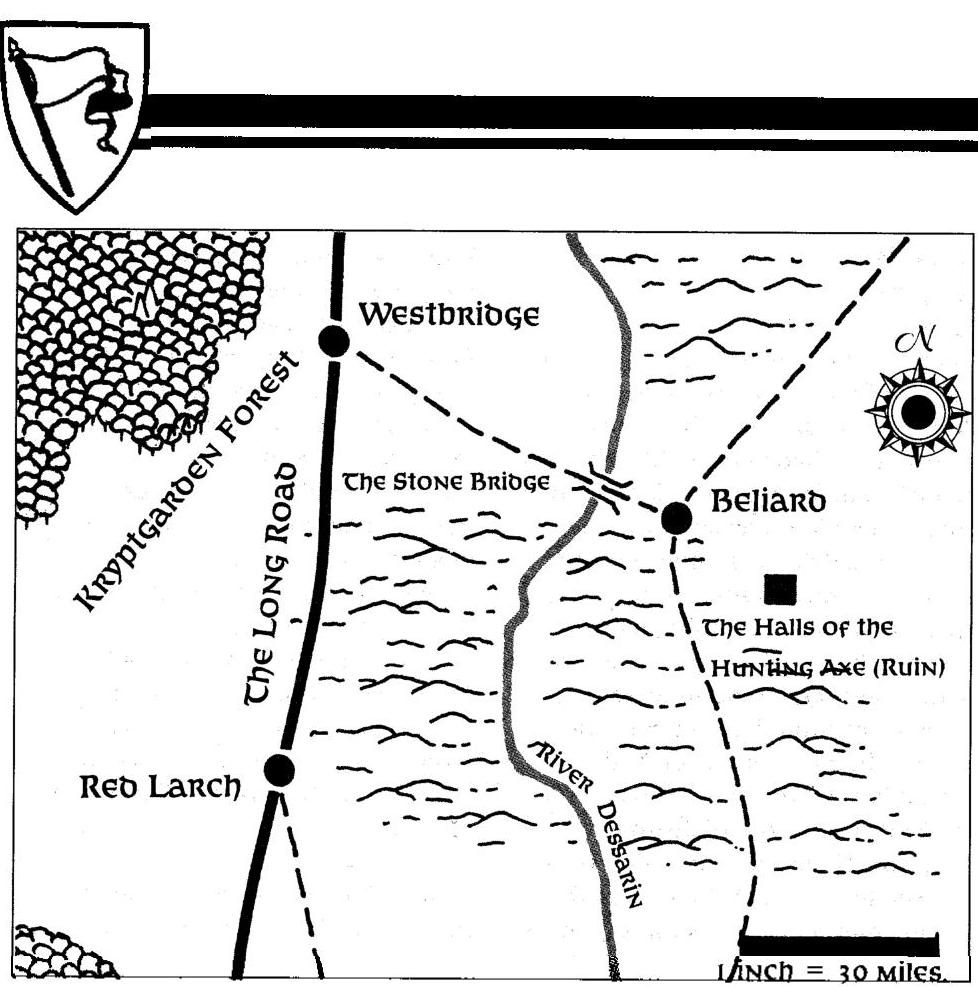 N
Westbridge
Kryptgarden Forest
The Stone Bridge
Beliard
The Long Road
The Halls of the
Hunting Axe (Ruin)
Red Larch
River Dessarin
1 inch = 30 miles.